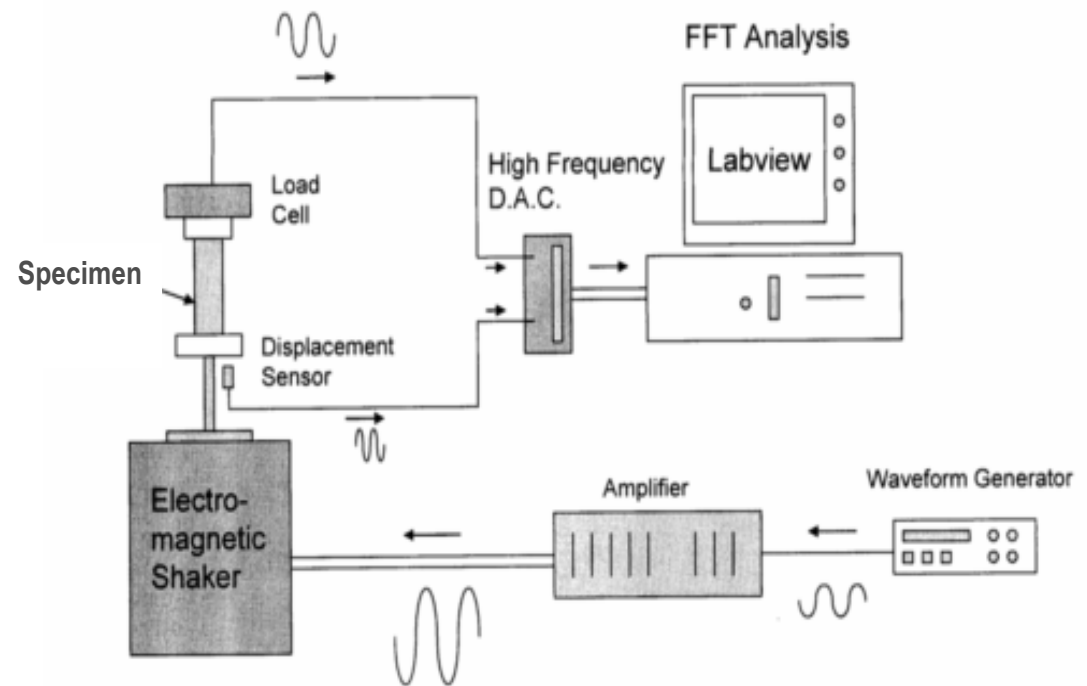 FFT Analysis
Labview
High Frequency
D.A.C.
Load
Cell
Specimen
Displacement
Sensor
Electro-
magnetic
Shaker
Amplifier
Waveform Generator